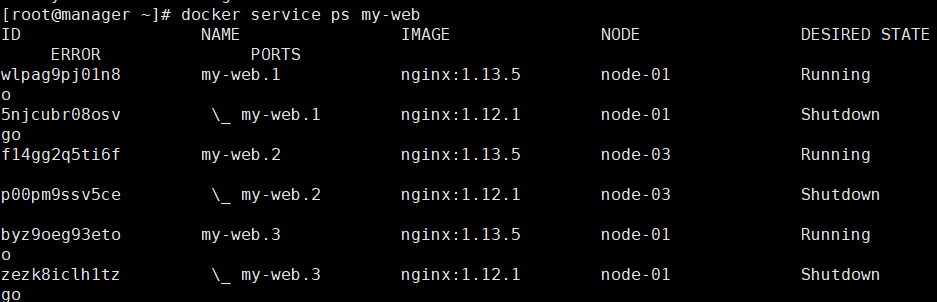 [root@manager ~]# docker service ps my-web
ID NAME IMAGE NODE DESIRED STATE
ERROR PORTS
wlpag9pj01n8 my-web.1 nginx:1.13.5 node-01 Running
o
5njcubr08osv \_ my-web.1 nginx:1.12.1 node-01 Shutdown
go
f14gg2q5ti6f my-web.2 nginx:1.13.5 node-03 Running
p00pm9ssv5ce \_ my-web.2 nginx:1.12.1 node-03 Shutdown
byz9oeg93eto my-web.3 nginx:1.13.5 node-01 Running
o
zezk8iclh1tz \_ my-web.3 nginx:1.12.1 node-01 Shutdown
go